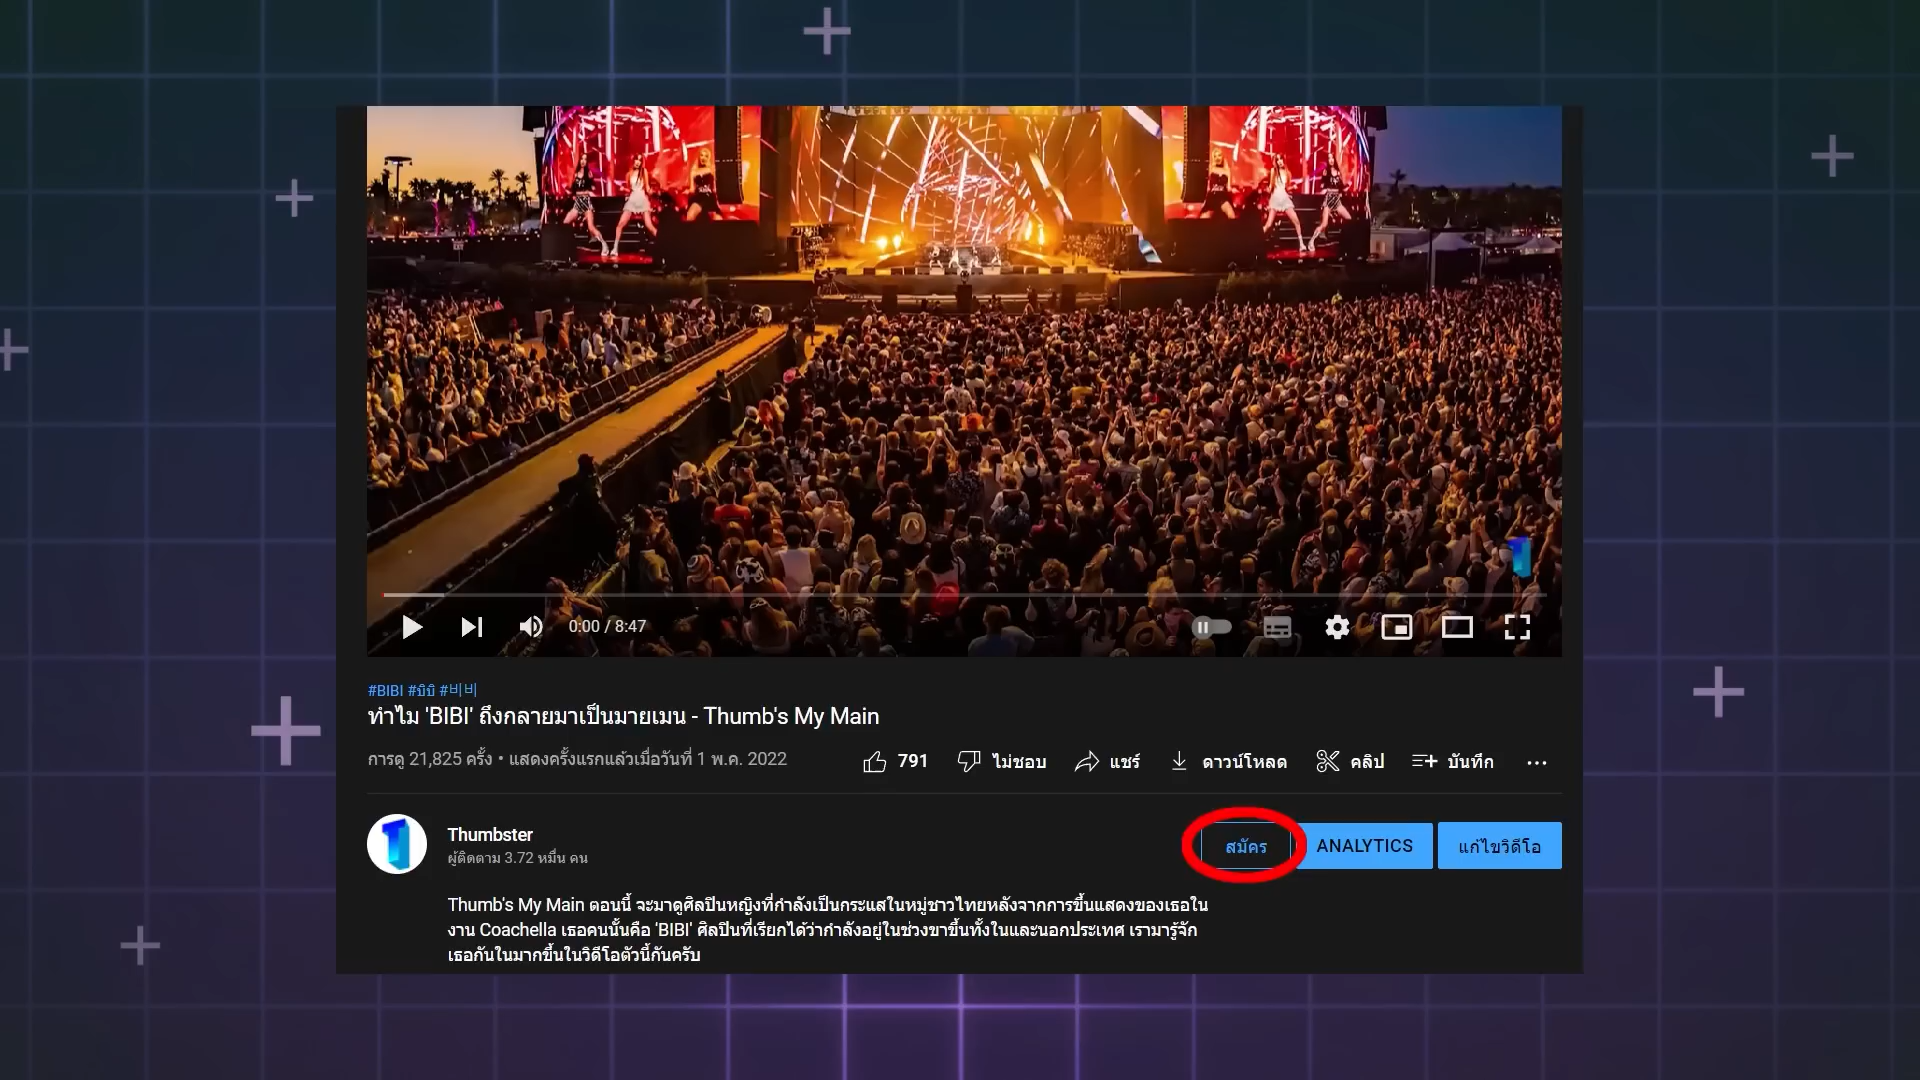 0:00 / 8:47
#BIBI #บิบิ #비비
ทำไม 'BIBI' ถึงกลายมาเป็นมายเมน - Thumb's My Main
การดู 21,825 ครั้ง • แสดงครั้งแรกแล้วเมื่อวันที่ 1 พ.ค. 2022
791 ไม่ชอบ แชร์ ดาวน์โหลด คลิป บันทึก
Thumbster
ผู้ติดตาม 3.72 หมื่น คน
สมัคร ANALYTICS แก้ไขวิดีโอ
Thumb's My Main ตอนนี้ จะมาดูศิลปินหญิงที่กำลังเป็นกระแสในหมู่ชาวไทยหลังจากการขึ้นแสดงของเธอใน
งาน Coachella เธอคนนั้นคือ 'BIBI' ศิลปินที่เรียกได้ว่ากำลังอยู่ในช่วงขาขึ้นทั้งในและนอกประเทศ เรามารู้จัก
เธอกันในมากขึ้นในวิดีโอตัวนี้กันครับ